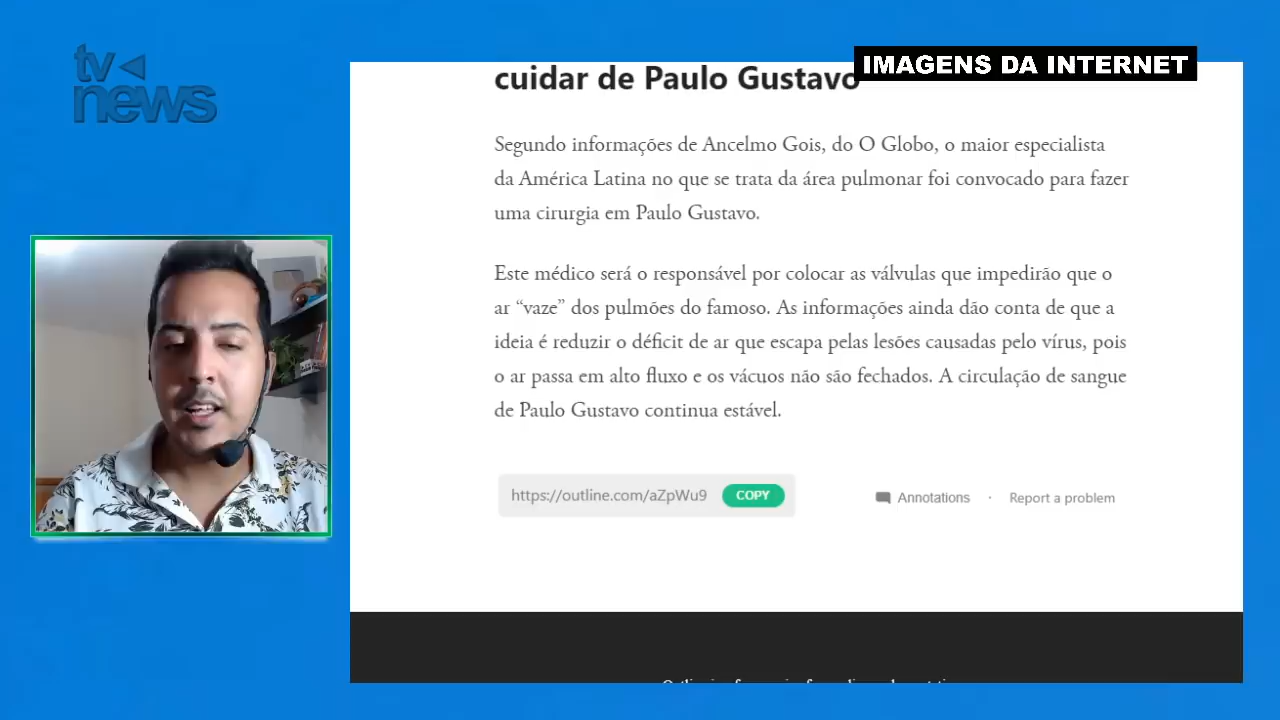 tv
news
IMAGENS DA INTERNET
cuidar de Paulo Gustavo
Segundo informações de Ancelmo Gois, do O Globo, o maior especialista
da América Latina no que se trata da área pulmonar foi convocado para fazer
uma cirurgia em Paulo Gustavo.
Este médico será o responsável por colocar as válvulas que impedirão que o
ar “vaze” dos pulmões do famoso. As informações ainda dão conta de que a
ideia é reduzir o déficit de ar que escapa pelas lesões causadas pelo vírus, pois
o ar passa em alto fluxo e os vácuos não são fechados. A circulação de sangue
de Paulo Gustavo continua estável.
https://outline.com/aZpWu9 COPY
Annotations · Report a problem